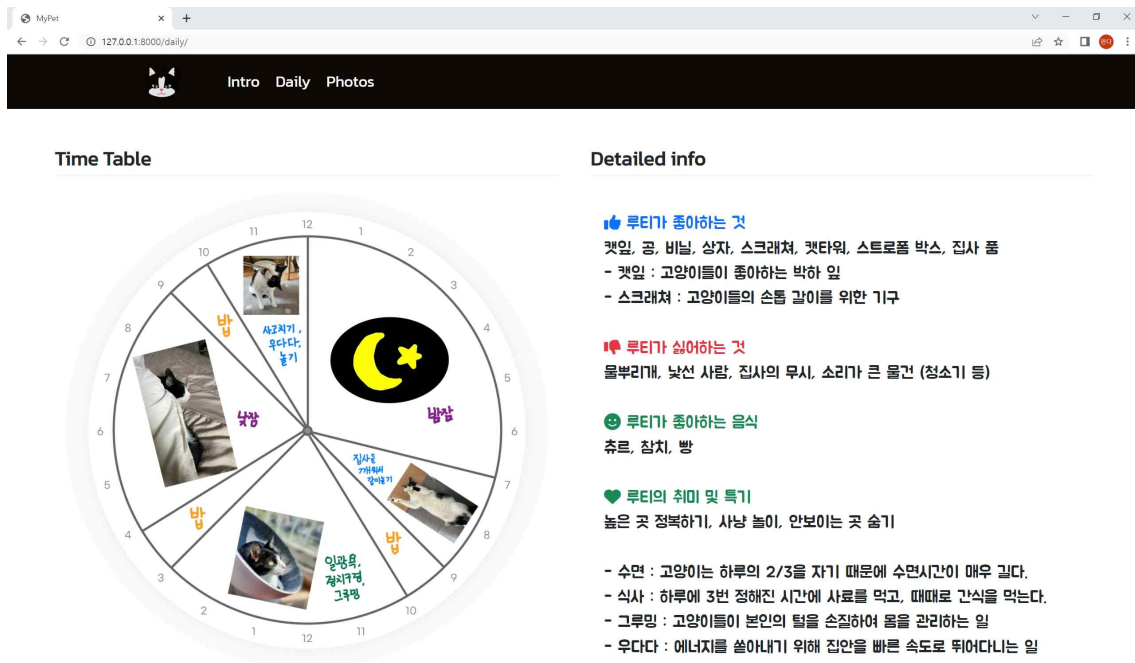 MyPet
127.0.0.1:8000/daily/
만다
Intro Daily Photos
Time Table
12
1
2
3
4
5
6
7
8
9
10
11
12
1
2
3
4
5
6
7
8
9
10
11
밤잠
집사를
깨워서
같이놀기
밥
일광욕,
경치구경,
그루밍
밥
낮잠
밥
사고치기,
우다다,
놀기
Detailed info
루티가 좋아하는 것
캣잎, 공, 비닐, 상자, 스크래쳐, 캣타워, 스트로폼 박스, 집사 품
- 캣잎 : 고양이들이 좋아하는 박하 잎
- 스크래쳐 : 고양이들의 손톱 갈이를 위한 기구
루티가 싫어하는 것
물뿌리개, 낯선 사람, 집사의 무시, 소리가 큰 물건 (청소기 등)
루티가 좋아하는 음식
츄르, 참치, 빵
루티의 취미 및 특기
높은 곳 정복하기, 사냥 놀이, 안보이는 곳 숨기
- 수면 : 고양이는 하루의 2/3을 자기 때문에 수면시간이 매우 길다.
- 식사 : 하루에 3번 정해진 시간에 사료를 먹고, 때때로 간식을 먹는다.
- 그루밍 : 고양이들이 본인의 털을 손질하여 몸을 관리하는 일
- 우다다 : 에너지를 쏟아내기 위해 집안을 빠른 속도로 뛰어다니는 일